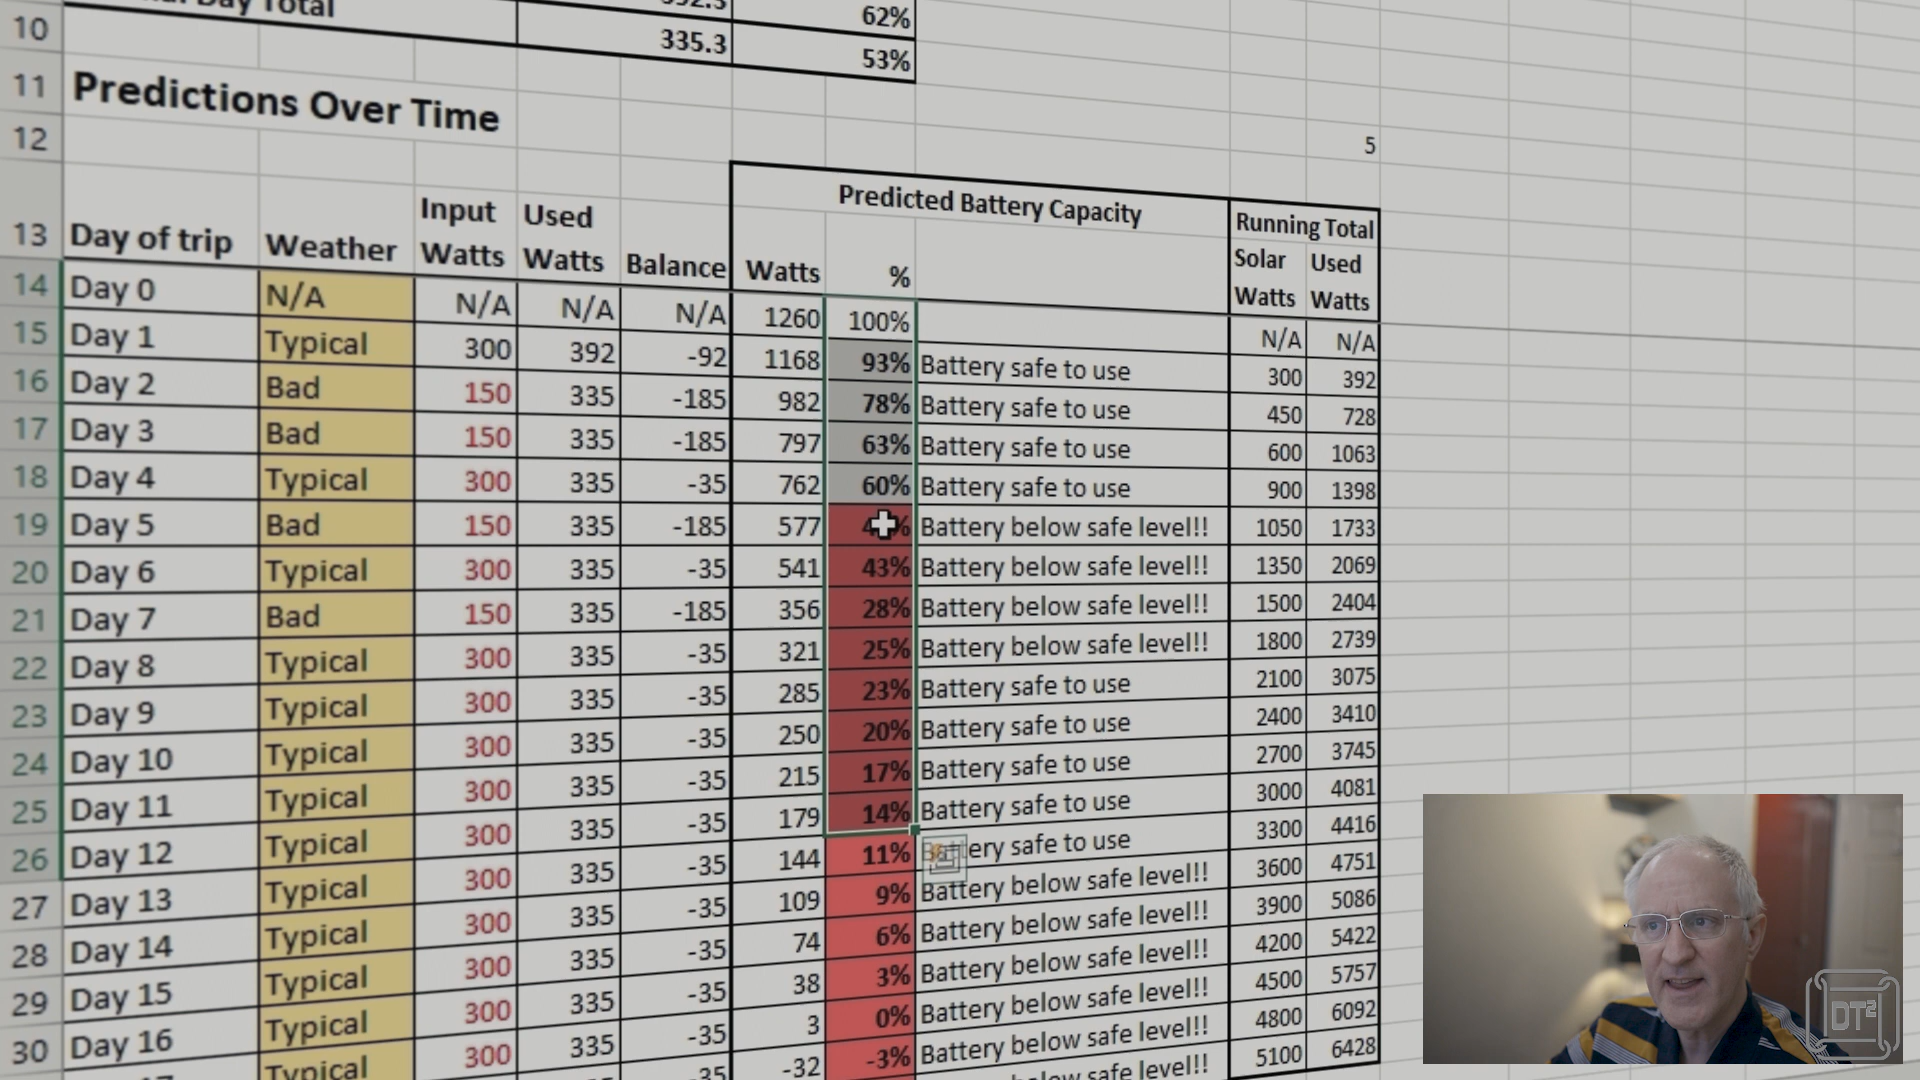 10 Day Total 62%
335.3 53%
11 Predictions Over Time
12 5
Predicted Battery Capacity Running Total
13 Day of trip Weather Input Watts Used Watts Balance Watts % Solar Watts Used Watts
14 Day 0 N/A N/A N/A N/A 1260 100% N/A N/A
15 Day 1 Typical 300 392 -92 1168 93% Battery safe to use 300 392
16 Day 2 Bad 150 335 -185 982 78% Battery safe to use 450 728
17 Day 3 Bad 150 335 -185 797 63% Battery safe to use 600 1063
18 Day 4 Typical 300 335 -35 762 60% Battery safe to use 900 1398
19 Day 5 Bad 150 335 -185 577 Battery below safe level!! 1050 1733
20 Day 6 Typical 300 335 -35 541 43% Battery below safe level!! 1350 2069
21 Day 7 Bad 150 335 -185 356 28% Battery below safe level!! 1500 2404
22 Day 8 Typical 300 335 -35 321 25% Battery below safe level!! 1800 2739
23 Day 9 Typical 300 335 -35 285 23% Battery safe to use 2100 3075
24 Day 10 Typical 300 335 -35 250 20% Battery safe to use 2400 3410
25 Day 11 Typical 300 335 -35 215 17% Battery safe to use 2700 3745
26 Day 12 Typical 300 335 -35 179 14% Battery safe to use 3000 4081
27 Day 13 Typical 300 335 -35 144 11% safe to use 3300 4416
28 Day 14 Typical 300 335 -35 109 9% Battery below safe level!! 3600 4751
29 Day 15 Typical 300 335 -35 74 6% Battery below safe level!! 3900 5086
30 Day 16 Typical 300 335 -35 38 3% Battery below safe level!! 4200 5422
Typical 300 335 -35 3 0% Battery below safe level!! 4500 5757
-32 -3% Battery below safe level!! 4800 6092
below safe level!! 5100 6428
DT2